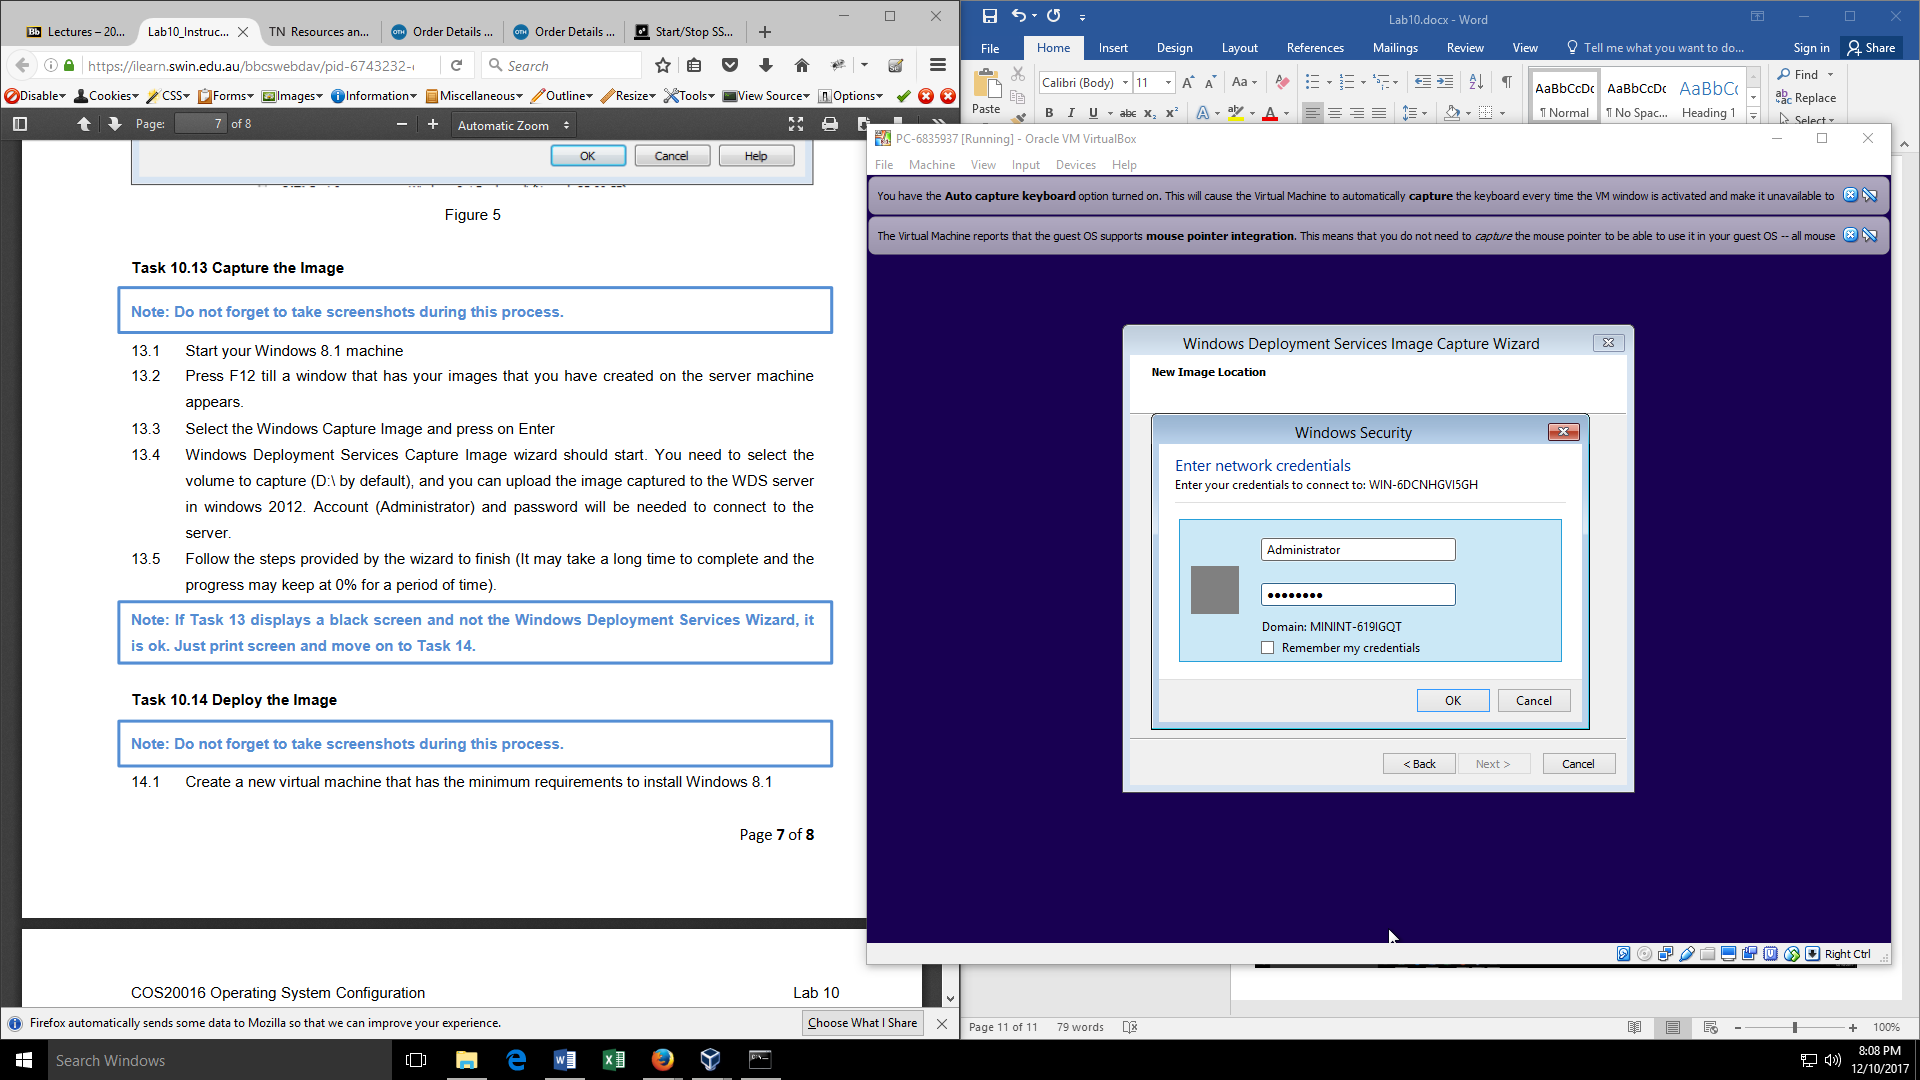 Lectures – 20...
Lab10_Instruc...
TN Resources an...
Order Details ...
Order Details ...
Start/Stop SS...
https://ilearn.swin.edu.au/bbcswebdav/pid-6743232-
Search
Disable
Cookies
CSS
Forms
Images
Information
Miscellaneous
Outline
Resize
Tools
View Source
Options
Page:
7
of 8
Automatic Zoom
OK
Cancel
Help
Figure 5
Task 10.13 Capture the Image
Note: Do not forget to take screenshots during this process.
13.1 Start your Windows 8.1 machine
13.2 Press F12 till a window that has your images that you have created on the server machine
appears.
13.3 Select the Windows Capture Image and press on Enter
13.4 Windows Deployment Services Capture Image wizard should start. You need to select the
volume to capture (D:\ by default), and you can upload the image captured to the WDS server
in windows 2012. Account (Administrator) and password will be needed to connect to the
server.
13.5 Follow the steps provided by the wizard to finish (It may take a long time to complete and the
progress may keep at 0% for a period of time).
Note: If Task 13 displays a black screen and not the Windows Deployment Services Wizard, it
is ok. Just print screen and move on to Task 14.
Task 10.14 Deploy the Image
Note: Do not forget to take screenshots during this process.
14.1 Create a new virtual machine that has the minimum requirements to install Windows 8.1
Page 7 of 8
COS20016 Operating System Configuration
Lab 10
Firefox automatically sends some data to Mozilla so that we can improve your experience.
Choose What I Share
Lab10.docx - Word
File
Home
Insert
Design
Layout
References
Mailings
Review
View
Tell me what you want to do...
Sign in
Share
Paste
Calibri (Body)
11
AaBbCcDc
AaBbCcDc
AaBbCc
¶ Normal
¶ No Spac...
Heading 1
Find
Replace
Select
PC-6835937 [Running] - Oracle VM VirtualBox
File
Machine
View
Input
Devices
Help
You have the Auto capture keyboard option turned on. This will cause the Virtual Machine to automatically capture the keyboard every time the VM window is activated and make it unavailable to
The Virtual Machine reports that the guest OS supports mouse pointer integration. This means that you do not need to capture the mouse pointer to be able to use it in your guest OS -- all mouse
Windows Deployment Services Image Capture Wizard
New Image Location
Windows Security
Enter network credentials
Enter your credentials to connect to: WIN-6DCNHGVI5GH
Administrator
●●●●●●●●
Domain: MININT-619IGQT
Remember my credentials
OK
Cancel
< Back
Next >
Cancel
Right Ctrl
Page 11 of 11
79 words
100%
Search Windows
8:08 PM
12/10/2017